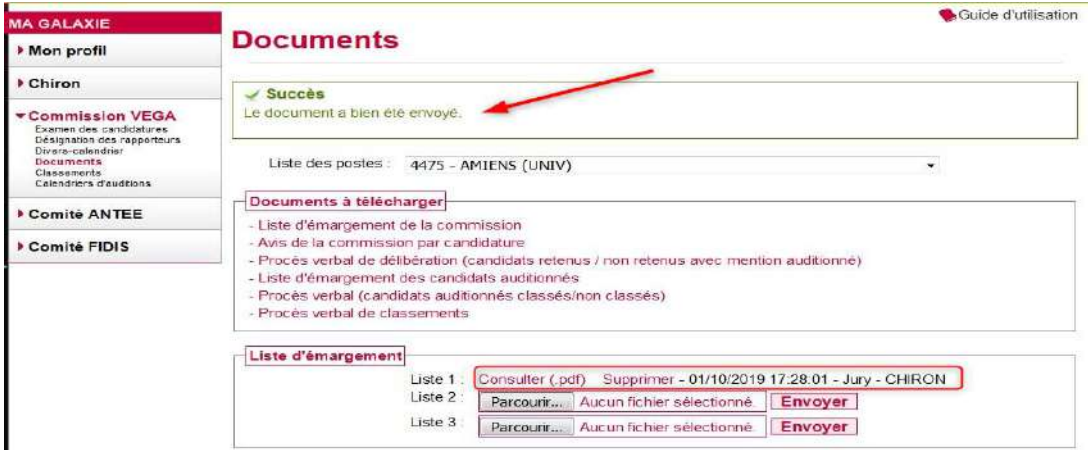 Guide d'utilisation
MA GALAXIE
Mon profil
Chiron
Commission VEGA
Examen des candidatures
Désignation des rapporteurs
Divers-calendrier
Documents
Classements
Calendriers d'auditions
Comité ANTEE
Comité FIDIS
Documents
Succès
Le document a bien été envoyé.
Liste des postes : 4475 - AMIENS (UNIV)
Documents à télécharger
- Liste d'émargement de la commission
- Avis de la commission par candidature
- Procès verbal de délibération (candidats retenus / non retenus avec mention auditionné)
- Liste d'émargement des candidats auditionnés
- Procès verbal (candidats auditionnés classés/non classés)
- Procès verbal de classements
Liste d'émargement
Liste 1 : Consulter (.pdf) Supprimer - 01/10/2019 17:28:01 - Jury - CHIRON
Liste 2 : Parcourir... Aucun fichier sélectionné. Envoyer
Liste 3 : Parcourir... Aucun fichier sélectionné. Envoyer